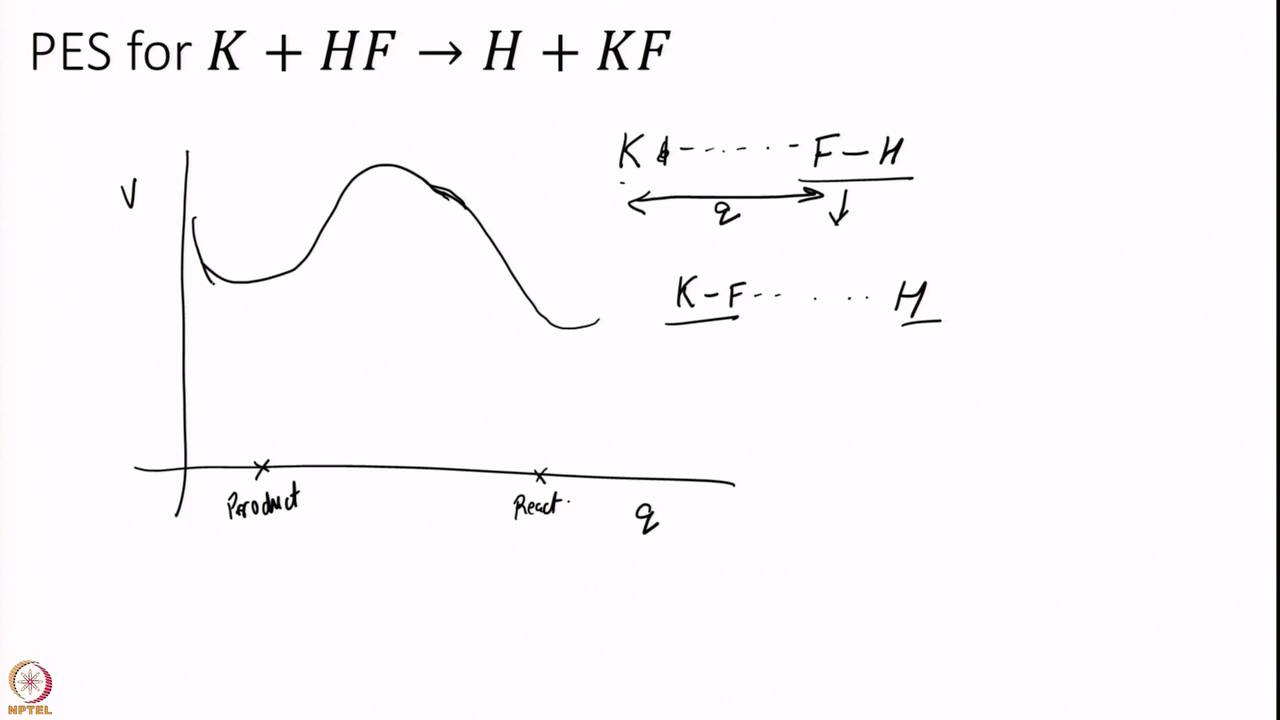 PES for K + HF → H + KF
V
K - - - - - - F – H
q
K – F - - · · · · H
Product
React.
q
NPTEL